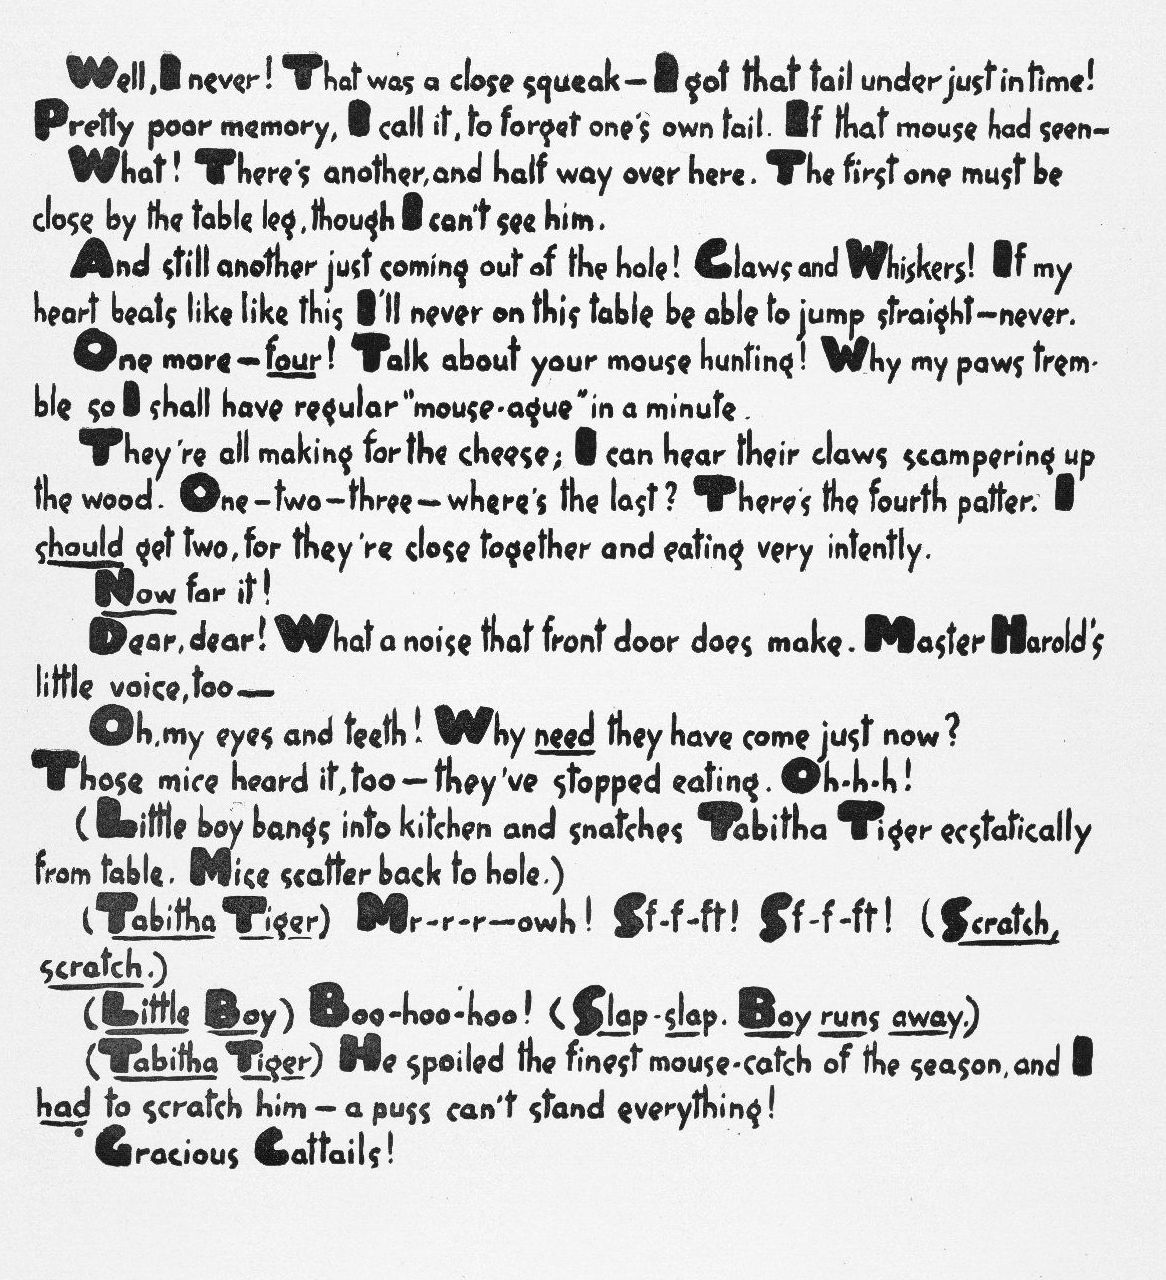 Well, I never! That was a close squeak — I got that tail under just in time!
Pretty poor memory, I call it, to forget one's own tail. If that mouse had seen—
What! There's another, and half way over here. The first one must be
close by the table leg, though I can't see him.
And still another just coming out of the hole! Claws and Whiskers! If my
heart beats like like this I'll never on this table be able to jump straight—never.
One more—four! Talk about your mouse hunting! Why my paws trem-
ble so I shall have regular "mouse-ague" in a minute.
They're all making for the cheese; I can hear their claws scampering up
the wood. One—two—three—where's the last? There's the fourth patter. I
should get two, for they're close together and eating very intently.
Now for it!
Dear, dear! What a noise that front door does make. Master Harold's
little voice, too—
Oh, my eyes and teeth! Why need they have come just now?
Those mice heard it, too — they've stopped eating. Oh-h-h!
(Little boy bangs into kitchen and snatches Tabitha Tiger ecstatically
from table. Mice scatter back to hole.)
(Tabitha Tiger) Mr-r-r—owh! Sf-f-ft! Sf-f-ft! (Scratch,
scratch.)
(Little Boy) Boo-hoo-hoo! (Slap-slap. Boy runs away.)
(Tabitha Tiger) He spoiled the finest mouse-catch of the season, and I
had to scratch him — a puss can't stand everything!
Gracious Cattails!